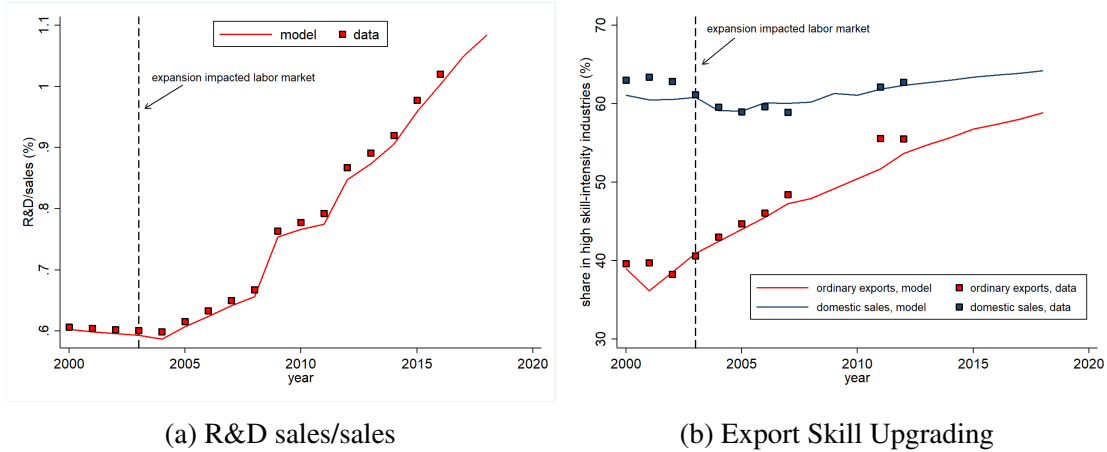 1.1
1
.9
.8
.7
.6
R&D/sales (%)
model data
expansion impacted labor market
2000 2005 2010 2015 2020
year
(a) R&D sales/sales
70
60
50
40
30
share in high skill-intensity industries (%)
expansion impacted labor market
ordinary exports, model ordinary exports, data
domestic sales, model domestic sales, data
2000 2005 2010 2015 2020
year
(b) Export Skill Upgrading